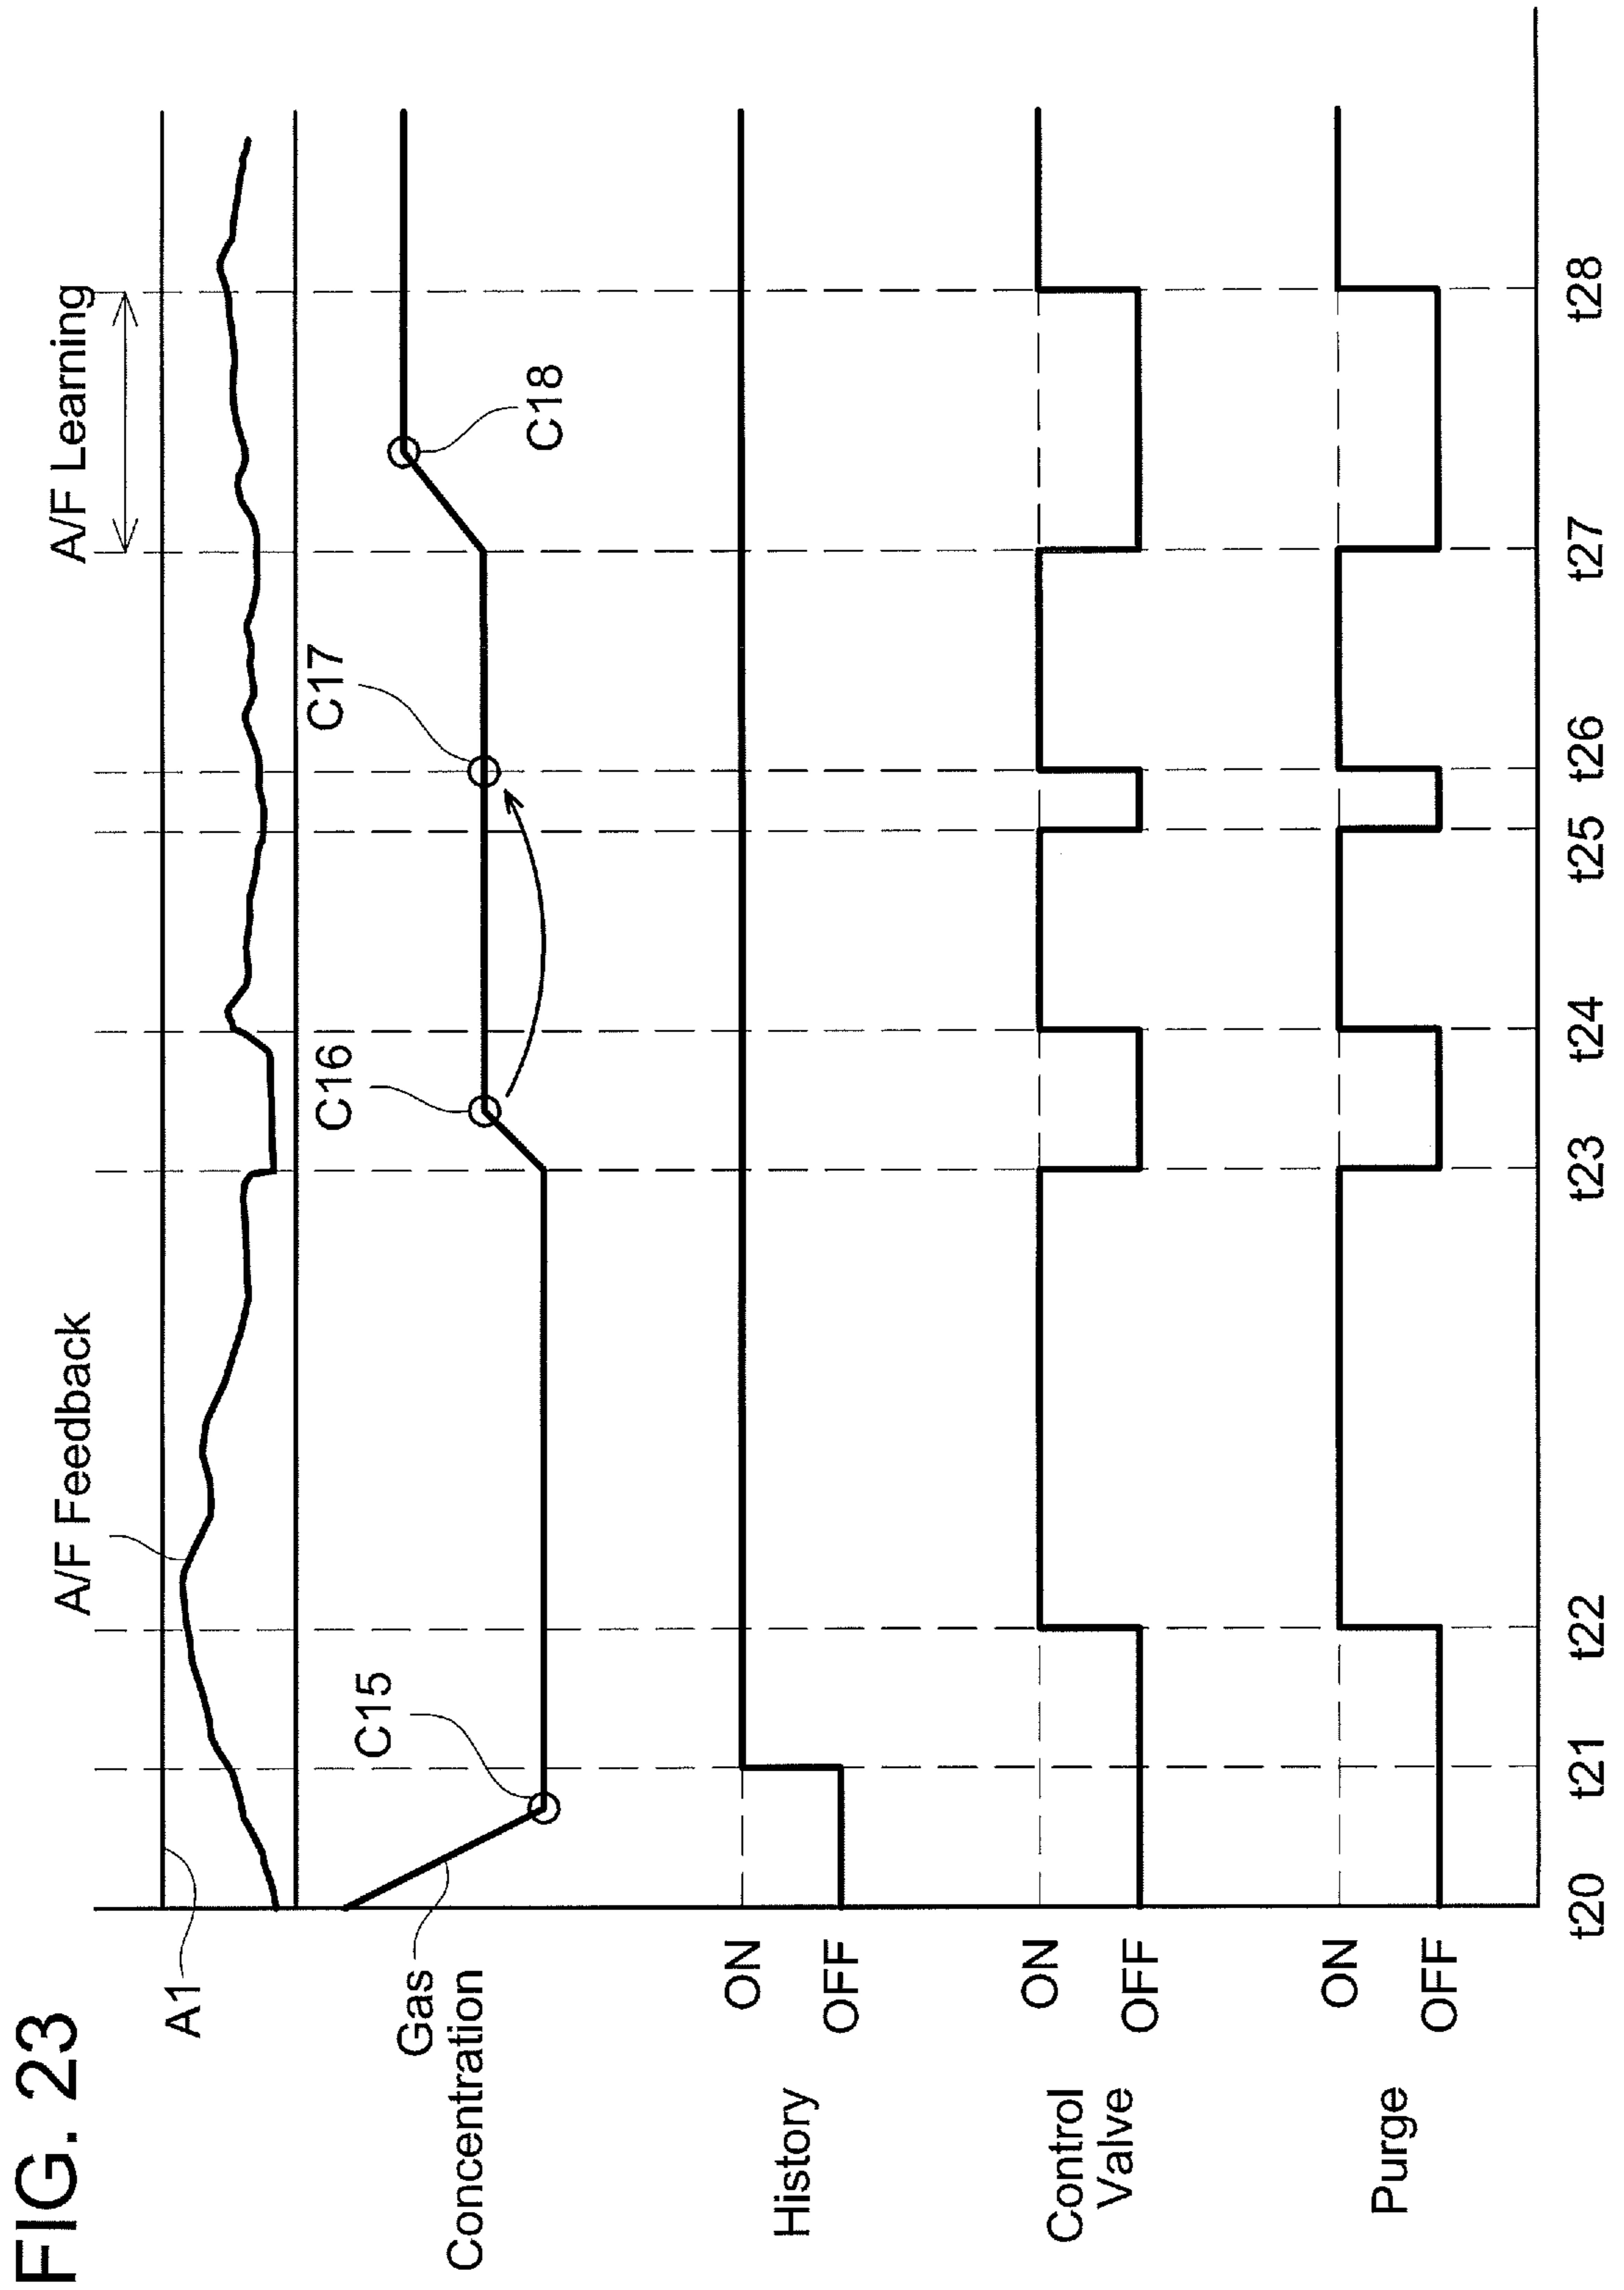 FIG. 23
A/F Feedback
A/F Learning
A1
C15
C16
C17
C18
Gas
Concentration
History
ON
OFF
Control
Valve
ON
OFF
Purge
ON
OFF
t20
t21
t22
t23
t24
t25
t26
t27
t28